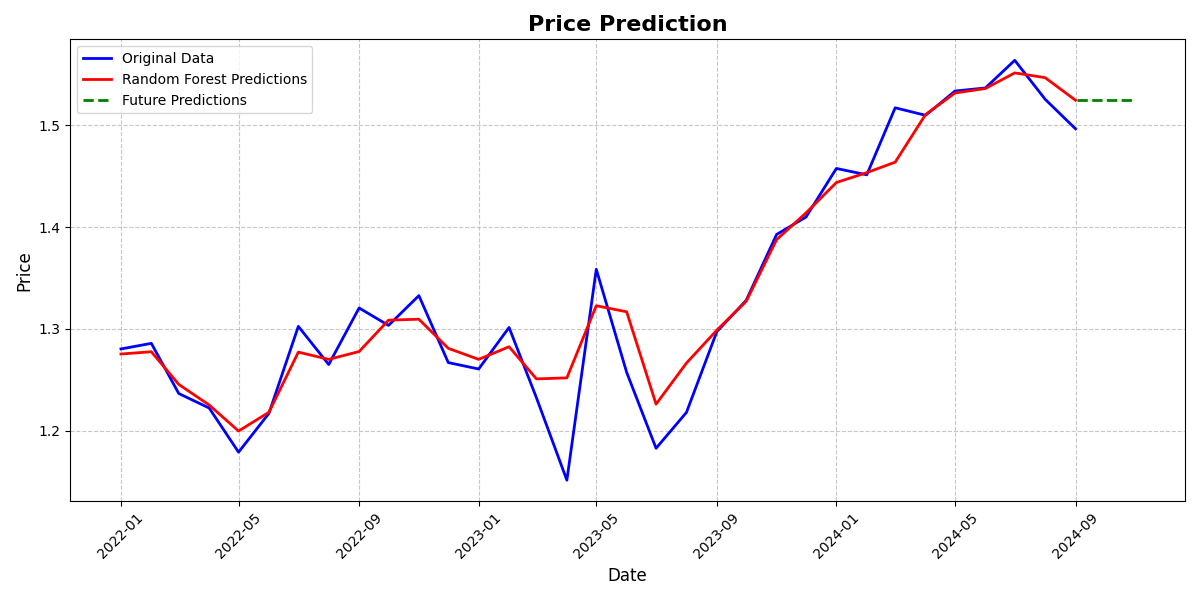 Price Prediction
Original Data
Random Forest Predictions
Future Predictions
Price
1.5
1.4
1.3
1.2
2022-01
2022-05
2022-09
2023-01
2023-05
2023-09
2024-01
2024-05
2024-09
Date